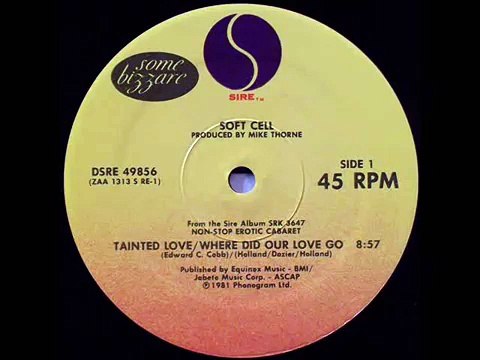 some
bizzare
SIRE™
SOFT CELL
PRODUCED BY MIKE THORNE
DSRE 49856
(ZAA 1313 S RE-1)
SIDE 1
45 RPM
From the Sire Album SRK 3647
NON-STOP EROTIC CABARET
TAINTED LOVE/WHERE DID OUR LOVE GO 8:57
(Edward C. Cobb)/(Holland/Dozier/Holland)
Published by Equinox Music - BMI/
Jobete Music Corp. - ASCAP
Ⓟ1981 Phonogram Ltd.